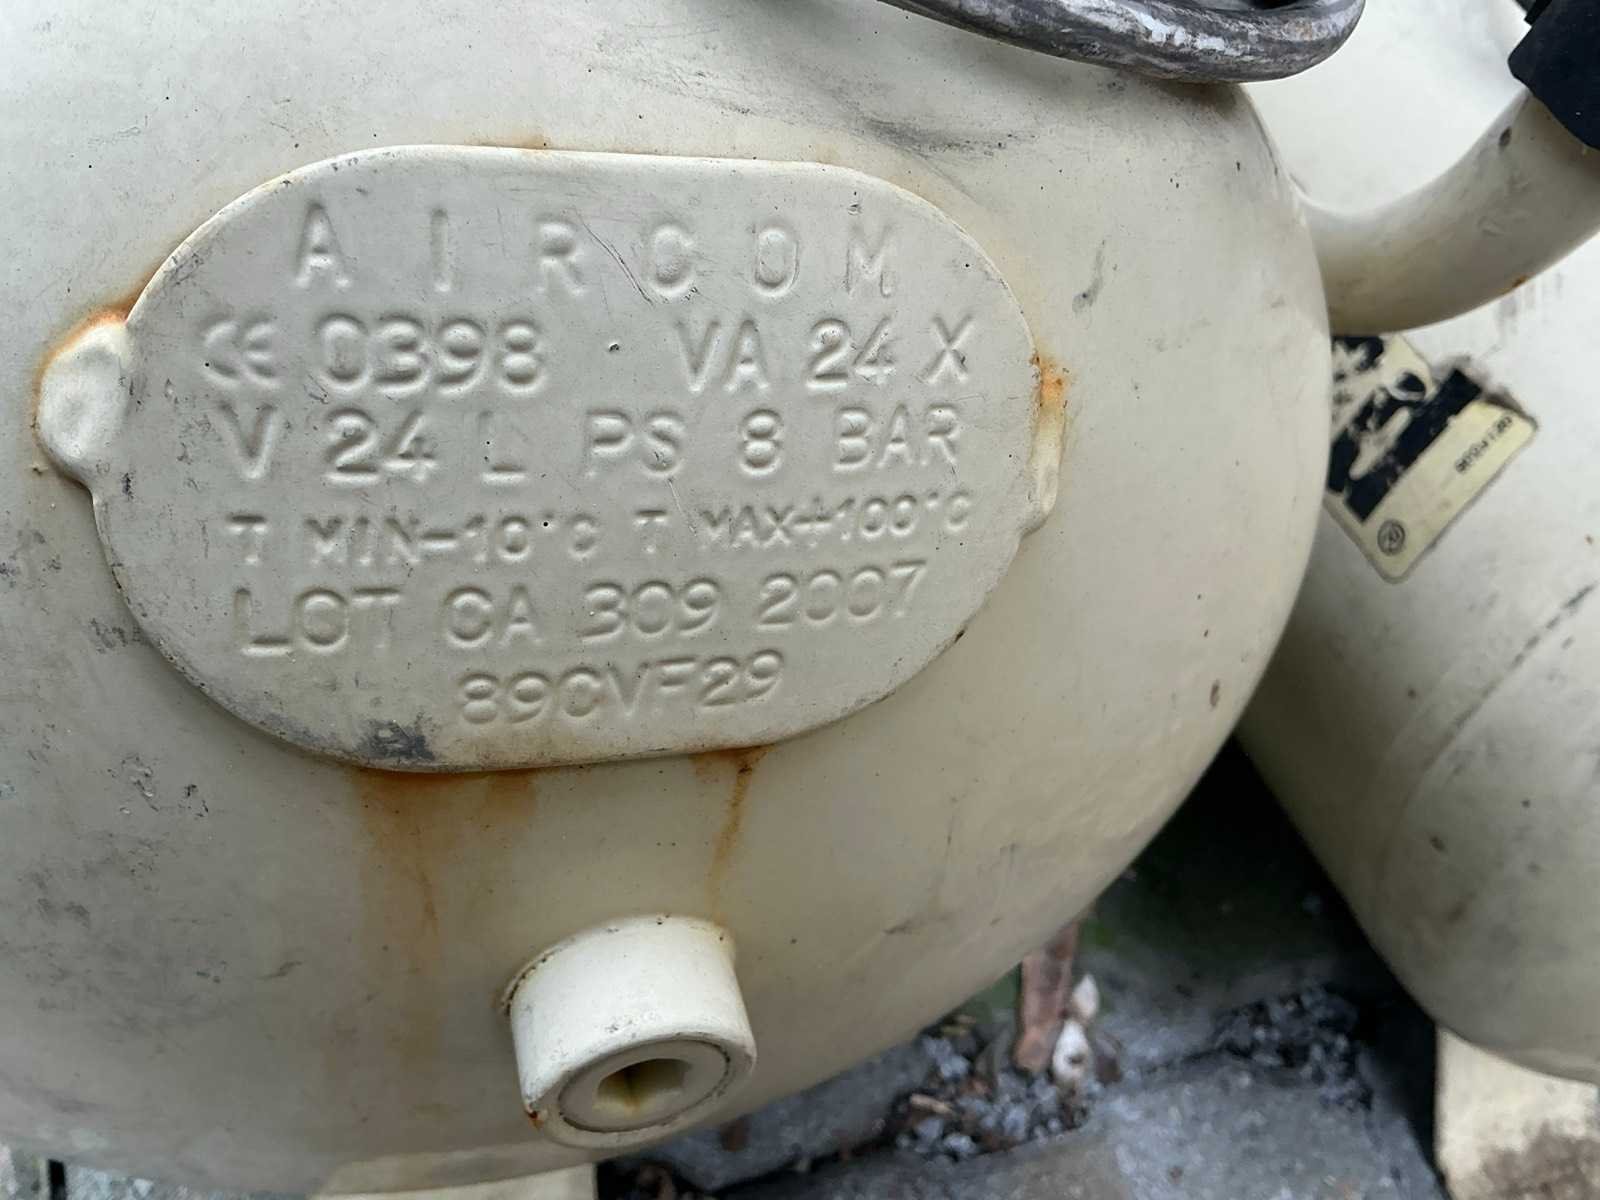 AIRCOM
CE 0398 VA 24 X
V 24 L PS 8 BAR
T MIN-10°C T MAX+100°C
LOT CA 309 2007
89CVF29